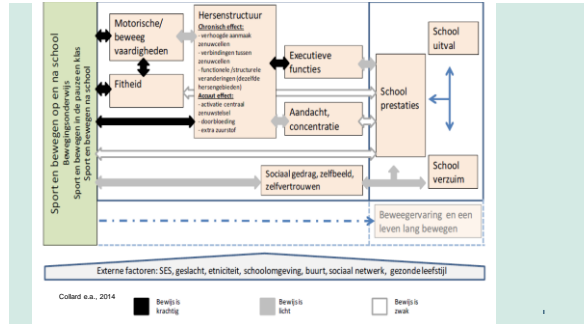 Sport en bewegen op en na school
Bewegingsonderwijs
Sport en bewegen in de pauze en klas
Sport en bewegen na school
Motorische/
beweeg
vaardigheden
Fitheid
Hersenstructuur
Chronisch effect:
- verhoogde aanmaak
zenuwcellen
- verbindingen tussen
zenuwcellen
- functionele /structurele
veranderingen (dezelfde
hersengebieden)
Acuut effect:
- activatie centraal
zenuwstelsel
- doorbloeding
- extra zuurstof
Executieve
functies
Aandacht,
concentratie
Sociaal gedrag, zelfbeeld,
zelfvertrouwen
School
prestaties
School
uitval
School
verzuim
Beweegervaring en een
leven lang bewegen
Externe factoren: SES, geslacht, etniciteit, schoolomgeving, buurt, sociaal netwerk, gezonde leefstijl
Collard e.a., 2014
Bewijs is
krachtig
Bewijs is
licht
Bewijs is
zwak